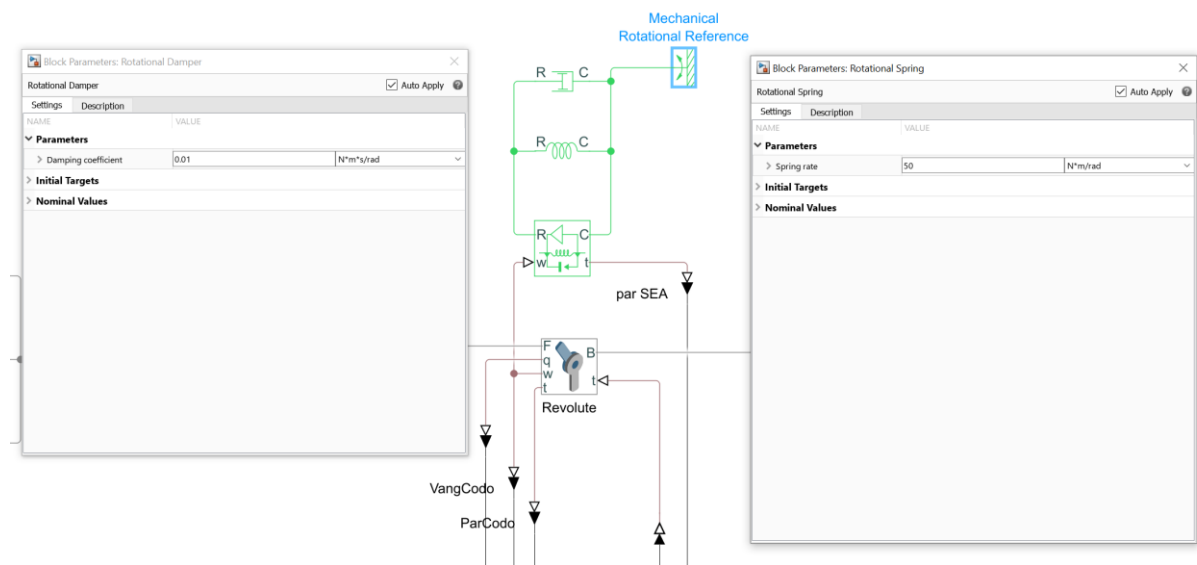 Block Parameters: Rotational Damper
Rotational Damper
Auto Apply
Settings
Description
NAME
VALUE
Parameters
Damping coefficient
0.01
N*m*s/rad
Initial Targets
Nominal Values
Mechanical
Rotational Reference
R
C
R
C
R
C
w
t
par SEA
F
q
w
t
B
t
Revolute
VangCodo
ParCodo
Block Parameters: Rotational Spring
Rotational Spring
Auto Apply
Settings
Description
NAME
VALUE
Parameters
Spring rate
50
N*m/rad
Initial Targets
Nominal Values